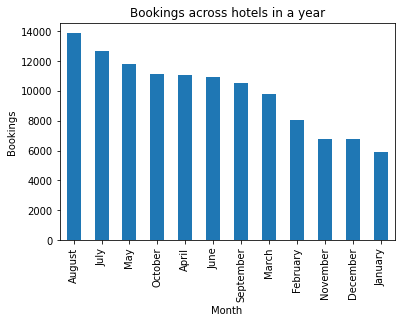 Bookings across hotels in a year
Bookings
14000
12000
10000
8000
6000
4000
2000
0
August
July
May
October
April
June
September
March
February
November
December
January
Month